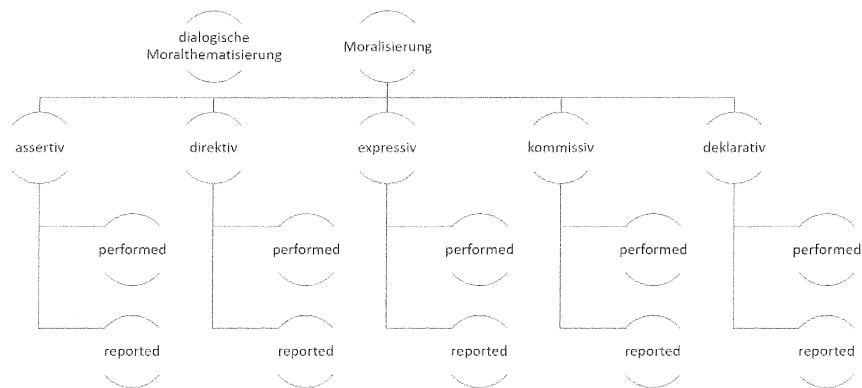 dialogische
Moralthematisierung
Moralisierung
assertiv
direktiv
expressiv
kommissiv
deklarativ
performed
performed
performed
performed
performed
reported
reported
reported
reported
reported